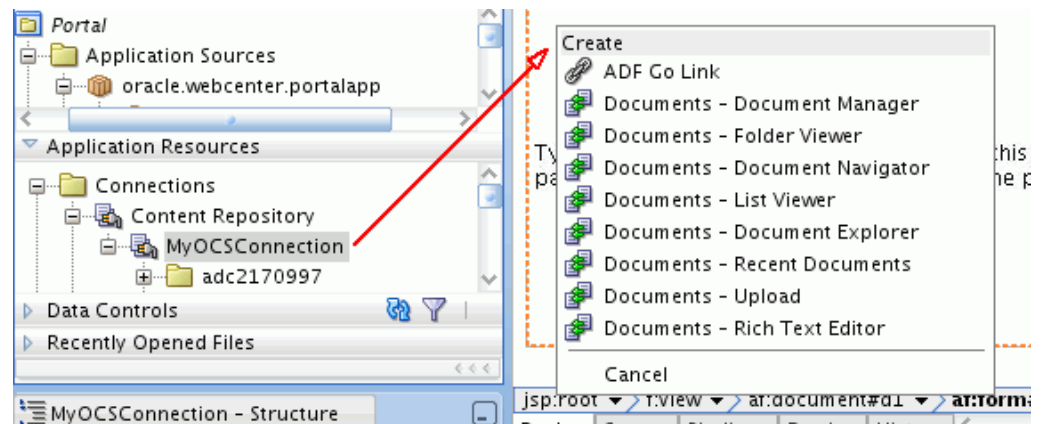 Portal
Application Sources
oracle.webcenter.portalapp
Application Resources
Connections
Content Repository
MyOCSConnection
adc2170997
Data Controls
Recently Opened Files
MyOCSConnection - Structure
Create
ADF Go Link
Documents - Document Manager
Documents - Folder Viewer
Documents - Document Navigator
Documents - List Viewer
Documents - Document Explorer
Documents - Recent Documents
Documents - Upload
Documents - Rich Text Editor
Cancel
jsp:root f:view af:document#d1